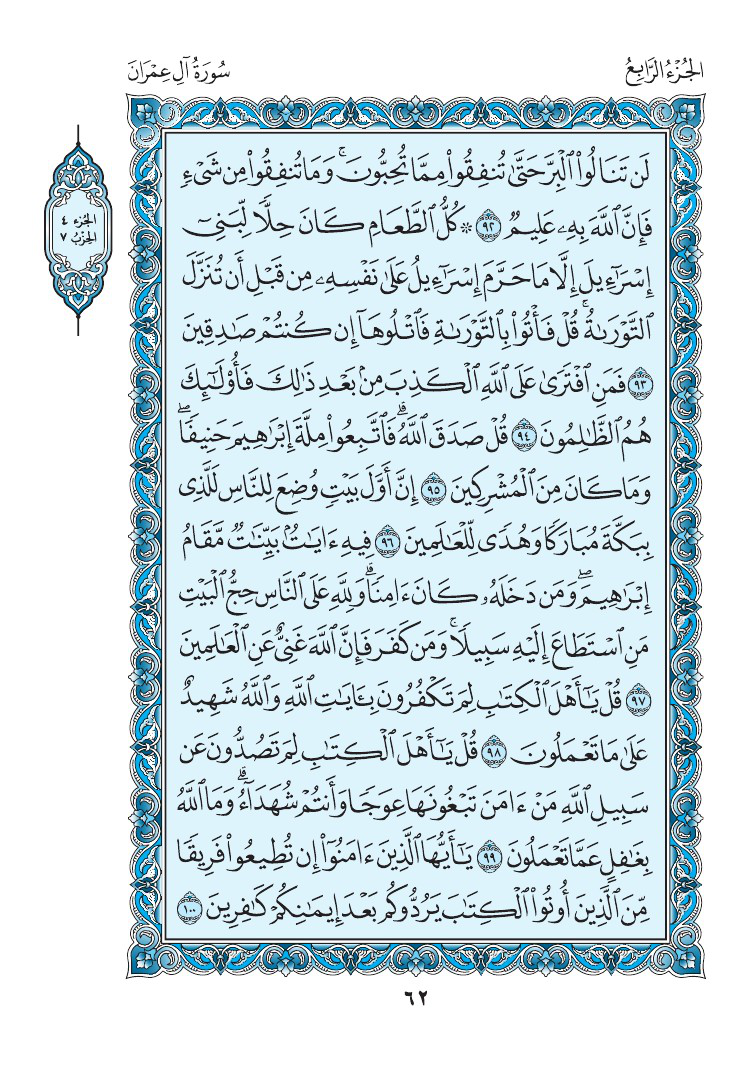 الجُزْءُ الرَّابِعُ
سُورَةُ آلِ عِمْرَانَ
الجزء ٤
الحزب ٧
لَن تَنَالُوا۟ ٱلْبِرَّ حَتَّىٰ تُنفِقُوا۟ مِمَّا تُحِبُّونَ ۚ وَمَا تُنفِقُوا۟ مِن شَىْءٍ
فَإِنَّ ٱللَّهَ بِهِۦ عَلِيمٌ ٩٢ ۞ كُلُّ ٱلطَّعَامِ كَانَ حِلًّا لِّبَنِىٓ
إِسْرَٰٓءِيلَ إِلَّا مَا حَرَّمَ إِسْرَٰٓءِيلُ عَلَىٰ نَفْسِهِۦ مِن قَبْلِ أَن تُنَزَّلَ
ٱلتَّوْرَىٰةُ ۗ قُلْ فَأْتُوا۟ بِٱلتَّوْرَىٰةِ فَٱتْلُوهَآ إِن كُنتُمْ صَٰدِقِينَ
٩٣ فَمَنِ ٱفْتَرَىٰ عَلَى ٱللَّهِ ٱلْكَذِبَ مِنۢ بَعْدِ ذَٰلِكَ فَأُو۟لَٰٓئِكَ
هُمُ ٱلظَّٰلِمُونَ ٩٤ قُلْ صَدَقَ ٱللَّهُ ۗ فَٱتَّبِعُوا۟ مِلَّةَ إِبْرَٰهِيمَ حَنِيفًا ۖ
وَمَا كَانَ مِنَ ٱلْمُشْرِكِينَ ٩٥ إِنَّ أَوَّلَ بَيْتٍ وُضِعَ لِلنَّاسِ لَلَّذِى
بِبَكَّةَ مُبَارَكًا وَهُدًى لِّلْعَٰلَمِينَ ٩٦ فِيهِ ءَايَٰتٌۢ بَيِّنَٰتٌ مَّقَامُ
إِبْرَٰهِيمَ ۖ وَمَن دَخَلَهُۥ كَانَ ءَامِنًا ۗ وَلِلَّهِ عَلَى ٱلنَّاسِ حِجُّ ٱلْبَيْتِ
مَنِ ٱسْتَطَاعَ إِلَيْهِ سَبِيلًا ۚ وَمَن كَفَرَ فَإِنَّ ٱللَّهَ غَنِىٌّ عَنِ ٱلْعَٰلَمِينَ
٩٧ قُلْ يَٰٓأَهْلَ ٱلْكِتَٰبِ لِمَ تَكْفُرُونَ بِـَٔايَٰتِ ٱللَّهِ وَٱللَّهُ شَهِيدٌ
عَلَىٰ مَا تَعْمَلُونَ ٩٨ قُلْ يَٰٓأَهْلَ ٱلْكِتَٰبِ لِمَ تَصُدُّونَ عَن
سَبِيلِ ٱللَّهِ مَنْ ءَامَنَ تَبْغُونَهَا عِوَجًا وَأَنتُمْ شُهَدَآءُ ۗ وَمَا ٱللَّهُ
بِغَٰفِلٍ عَمَّا تَعْمَلُونَ ٩٩ يَٰٓأَيُّهَا ٱلَّذِينَ ءَامَنُوٓا۟ إِن تُطِيعُوا۟ فَرِيقًا
مِّنَ ٱلَّذِينَ أُوتُوا۟ ٱلْكِتَٰبَ يَرُدُّوكُم بَعْدَ إِيمَٰنِكُمْ كَٰفِرِينَ ١٠٠
٦٢